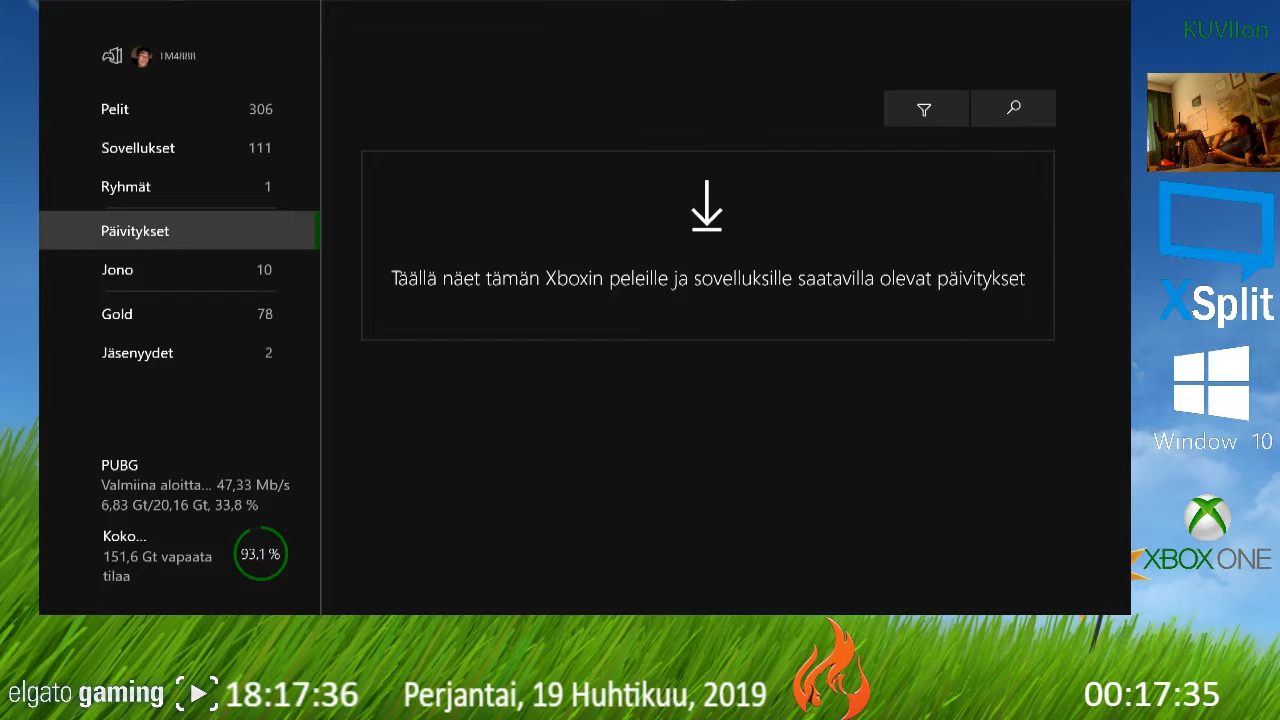 KUVIIon
1M4888
Pelit 306
Sovellukset 111
Ryhmät 1
Päivitykset
Jono 10
Gold 78
Jäsenyydet 2
Täällä näet tämän Xboxin peleille ja sovelluksille saatavilla olevat päivitykset
PUBG
Valmiina aloitta... 47,33 Mb/s
6,83 Gt/20,16 Gt, 33,8 %
Koko...
151,6 Gt vapaata
tilaa
93,1 %
XSplit
Window 10
XBOX ONE
elgato gaming
18:17:36
Perjantai, 19 Huhtikuu, 2019
00:17:35